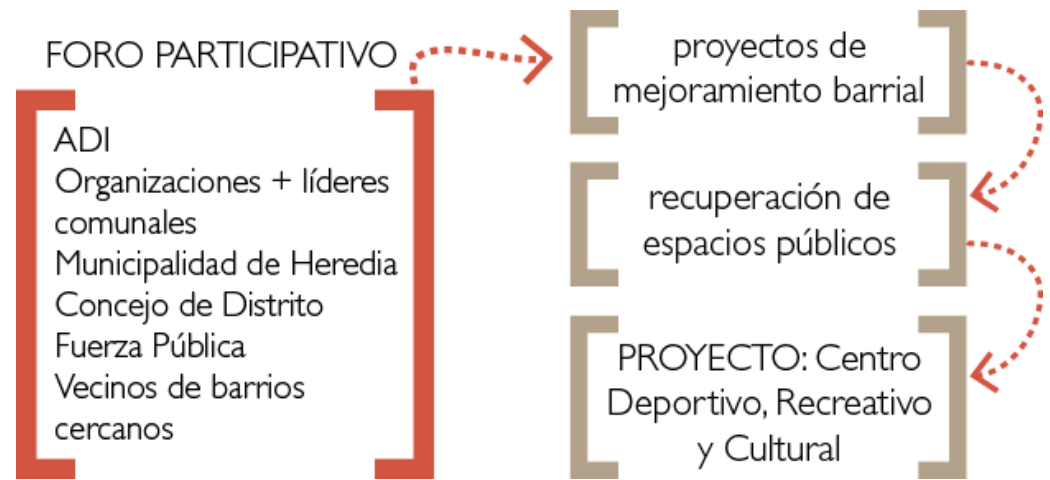 FORO PARTICIPATIVO
ADI
Organizaciones + líderes
comunales
Municipalidad de Heredia
Concejo de Distrito
Fuerza Pública
Vecinos de barrios
cercanos
proyectos de
mejoramiento barrial
recuperación de
espacios públicos
PROYECTO: Centro
Deportivo, Recreativo
y Cultural